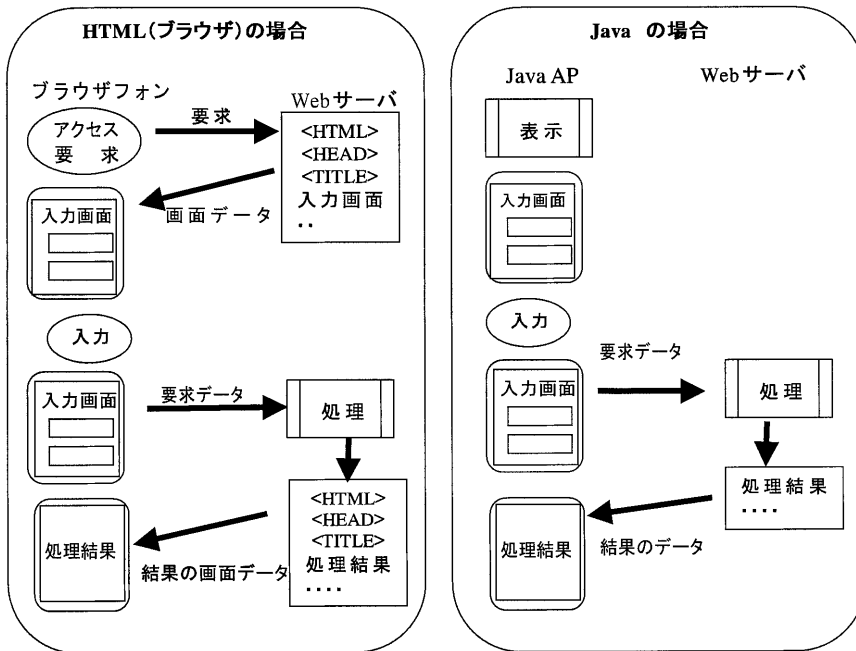 HTML(ブラウザ)の場合
ブラウザフォン
Webサーバ
アクセス
要 求
要求
<HTML>
<HEAD>
<TITLE>
入力画面
・・
画面データ
入力画面
入力
入力画面
要求データ
処理
<HTML>
<HEAD>
<TITLE>
処理結果
・・・・
処理結果
結果の画面データ
Java の場合
Java AP
Webサーバ
表示
入力画面
入力
入力画面
要求データ
処理
処理結果
・・・・
処理結果
結果のデータ